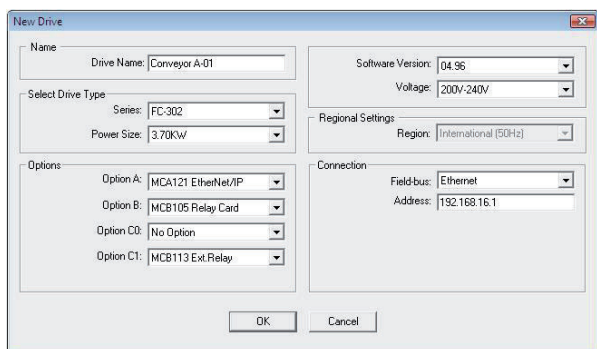 New Drive
Name
Drive Name: Conveyor A-01
Select Drive Type
Series: FC-302
Power Size: 3.70KW
Options
Option A: MCA121 EtherNet/IP
Option B: MCB105 Relay Card
Option C0: No Option
Option C1: MCB113 Ext.Relay
Software Version: 04.96
Voltage: 200V-240V
Regional Settings
Region: International (50Hz)
Connection
Field-bus: Ethernet
Address: 192.168.16.1
OK
Cancel